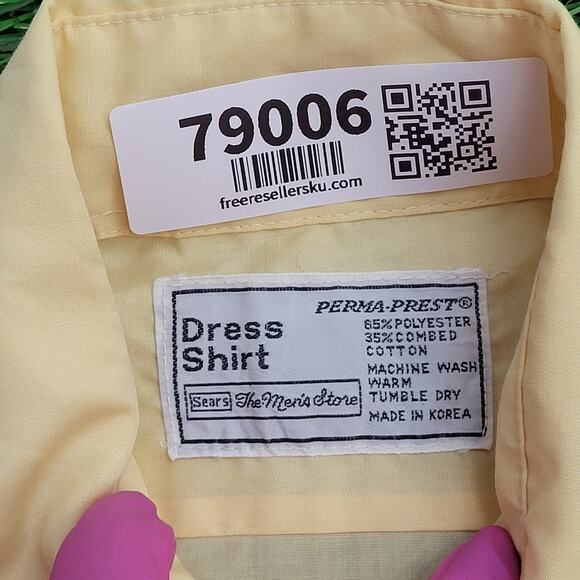 79006
freeresellersku.com
PERMA-PREST®
Dress
Shirt
65% POLYESTER
35% COMBED
COTTON
MACHINE WASH
WARM
TUMBLE DRY
MADE IN KOREA
Sears The Men's Store